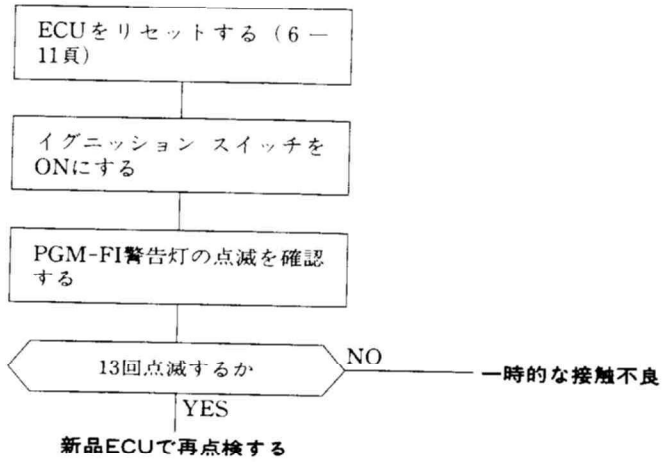 ECUをリセットする（6－
11頁）
イグニッション スイッチを
ONにする
PGM-FI警告灯の点滅を確認
する
13回点滅するか
NO
一時的な接触不良
YES
新品ECUで再点検する